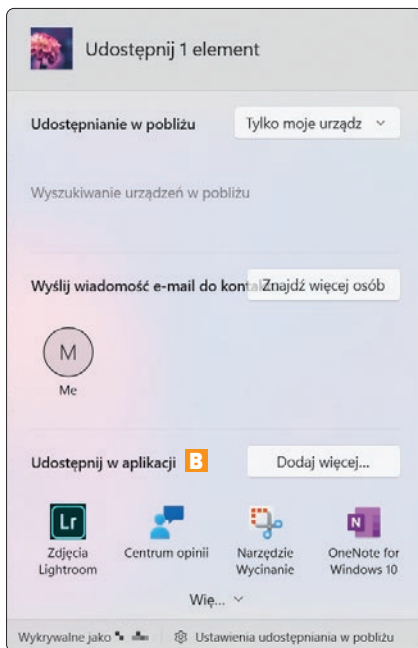 Udostępnij 1 element
Udostępnianie w pobliżu
Tylko moje urządz
Wyszukiwanie urządzeń w pobliżu
Wyślij wiadomość e-mail do kont
Znajdź więcej osób
M
Me
Udostępnij w aplikacji B
Dodaj więcej...
Lr
N
Zdjęcia Lightroom
Centrum opinii
Narzędzie Wycinanie
OneNote for Windows 10
Wię...
Wykrywalne jako
Ustawienia udostępniania w pobliżu